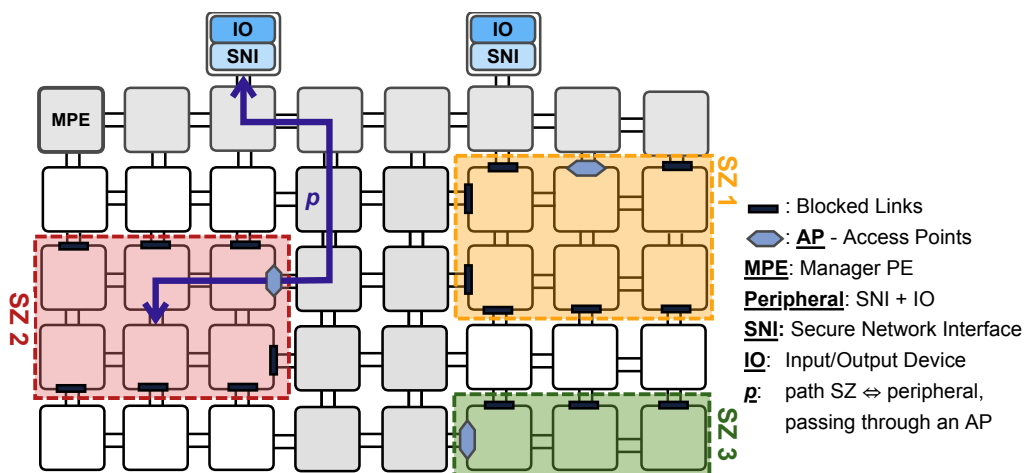 IO
SNI
IO
SNI
MPE
p
SZ 1
SZ 2
SZ 3
: Blocked Links
: AP - Access Points
MPE: Manager PE
Peripheral: SNI + IO
SNI: Secure Network Interface
IO: Input/Output Device
p: path SZ ⇔ peripheral,
passing through an AP